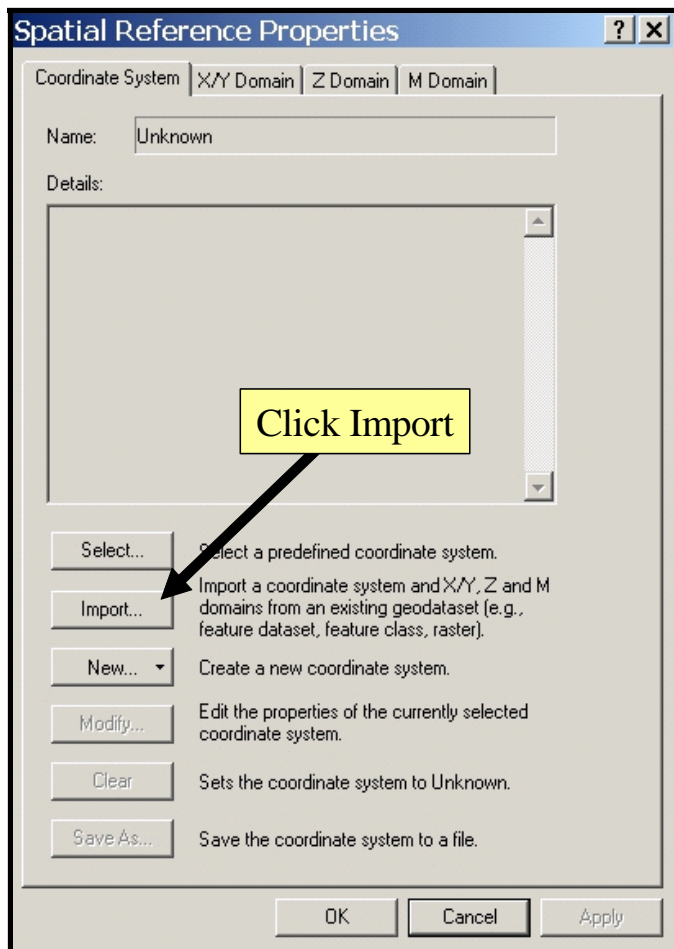 Spatial Reference Properties
Coordinate System X/Y Domain Z Domain M Domain
Name: Unknown
Details:
Click Import
Select... Select a predefined coordinate system.
Import... Import a coordinate system and X/Y, Z and M
domains from an existing geodataset (e.g.,
feature dataset, feature class, raster).
New... Create a new coordinate system.
Modify... Edit the properties of the currently selected
coordinate system.
Clear Sets the coordinate system to Unknown.
Save As... Save the coordinate system to a file.
OK Cancel Apply